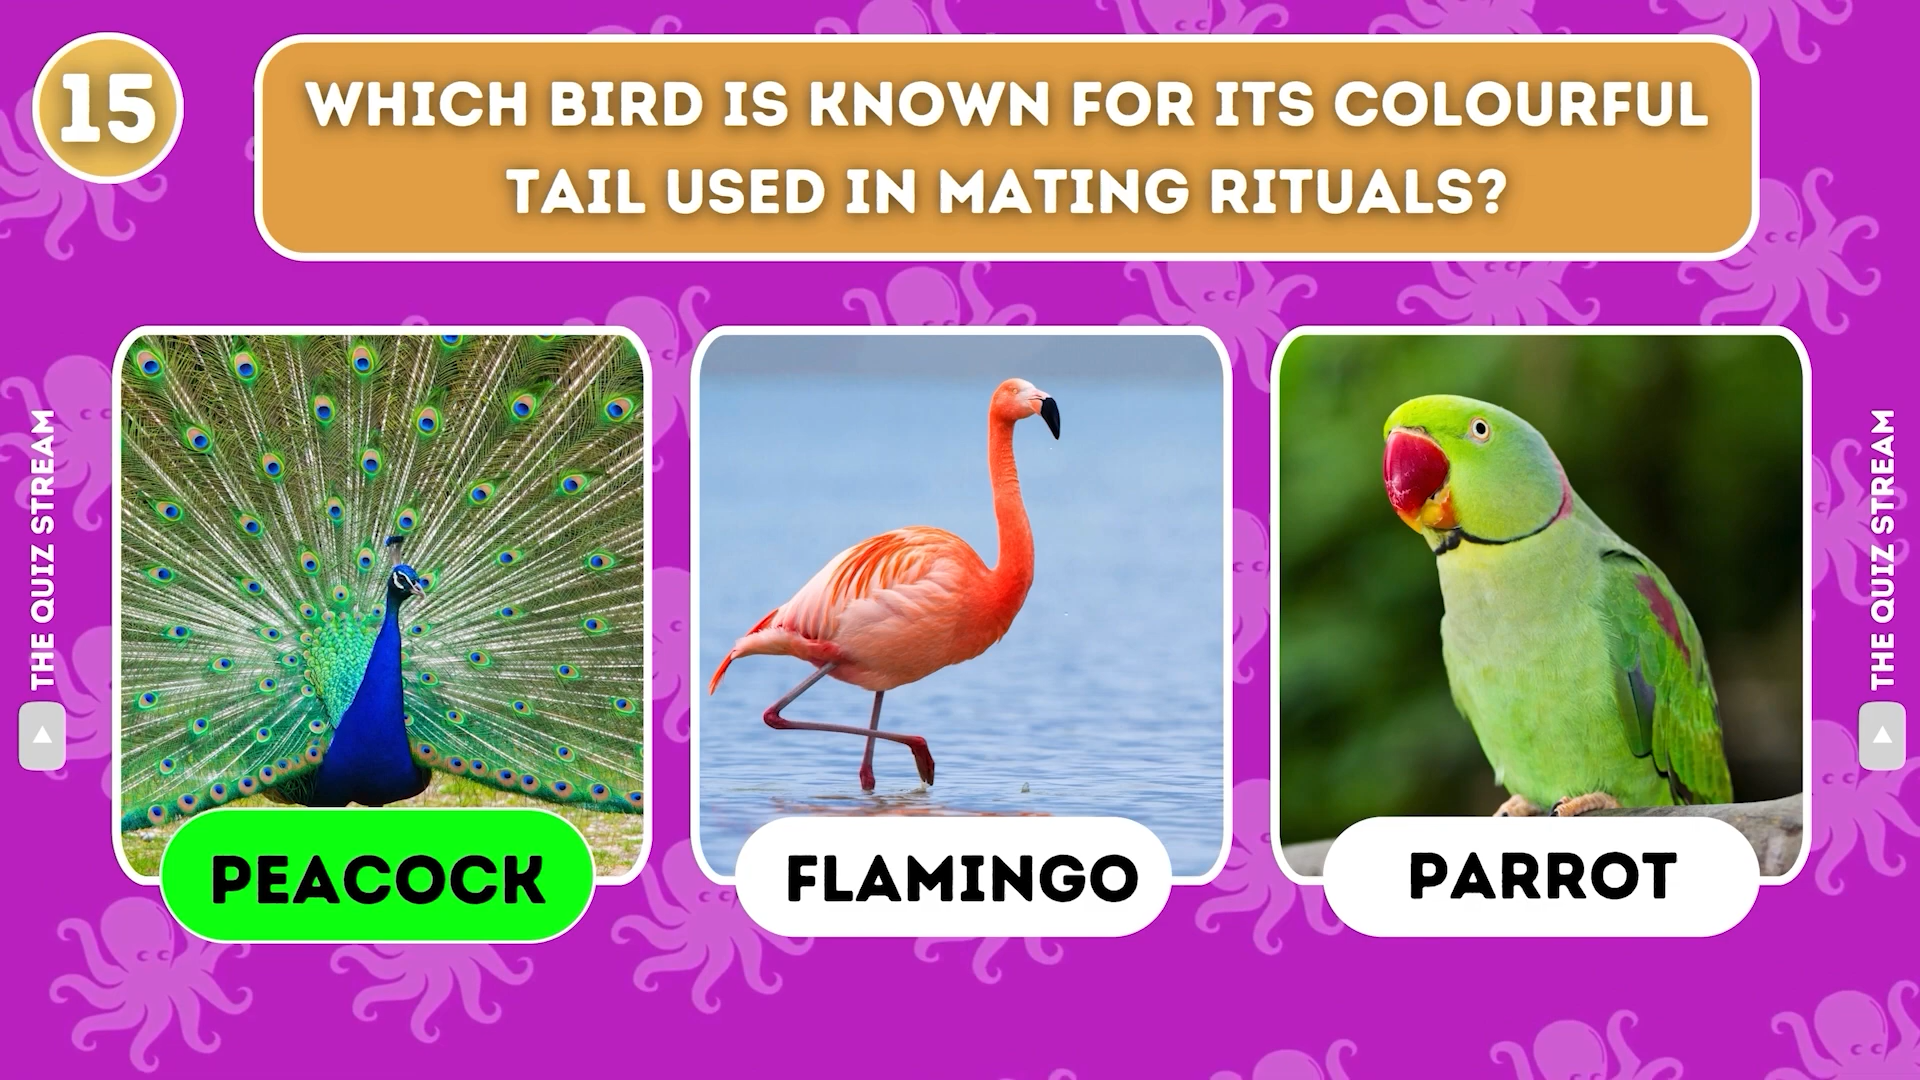 15
WHICH BIRD IS KNOWN FOR ITS COLOURFUL
TAIL USED IN MATING RITUALS?
THE QUIZ STREAM
THE QUIZ STREAM
PEACOCK
FLAMINGO
PARROT